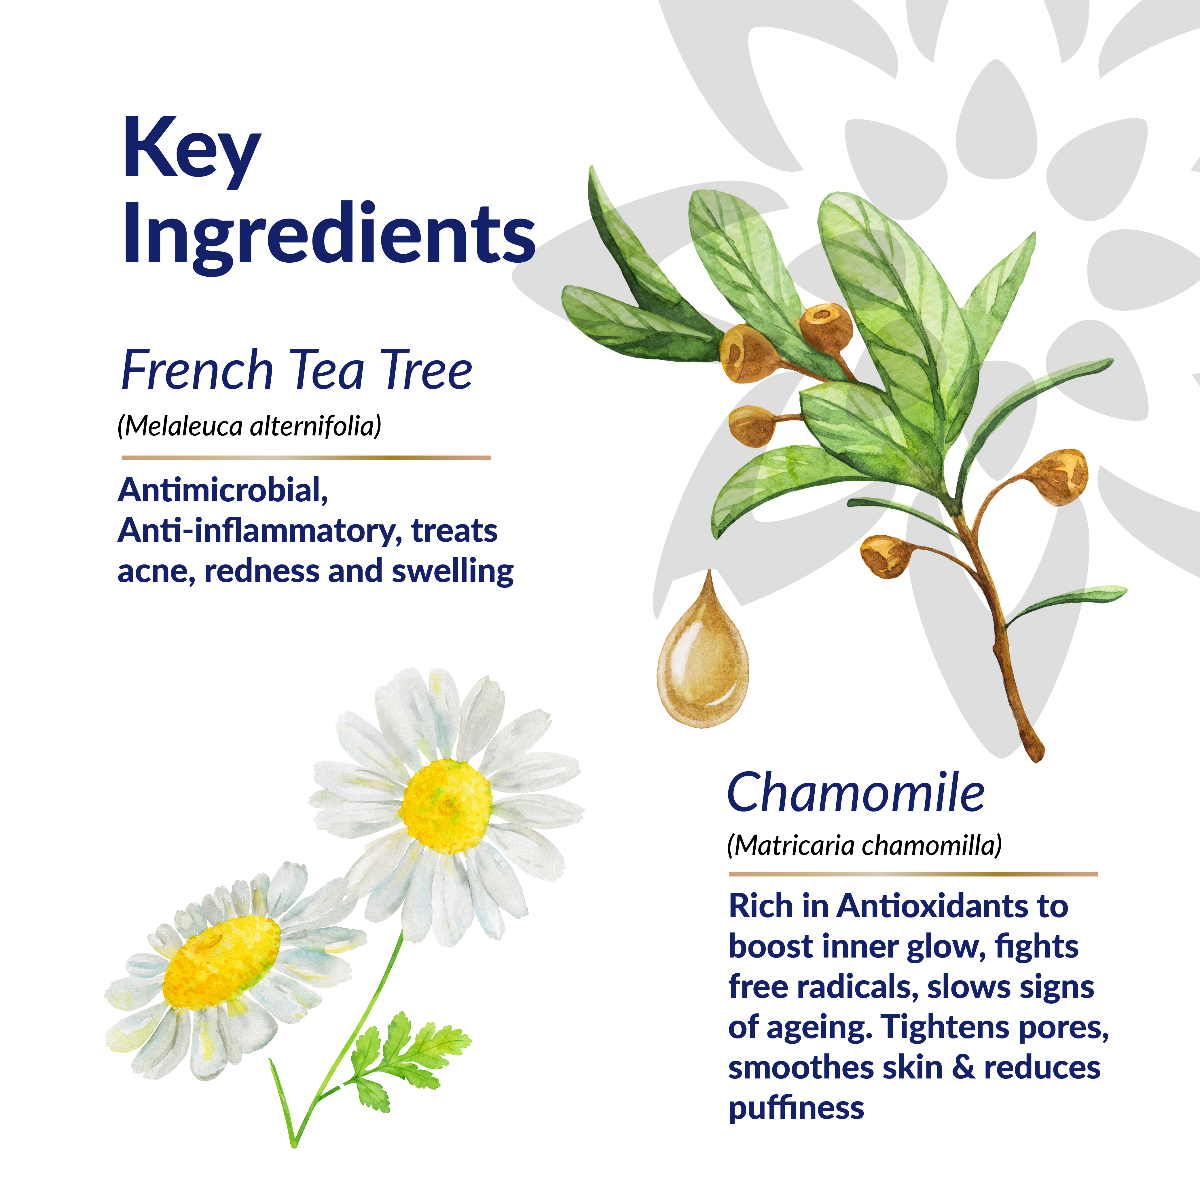 Key
Ingredients
French Tea Tree
(Melaleuca alternifolia)
Antimicrobial,
Anti-inflammatory, treats
acne, redness and swelling
Chamomile
(Matricaria chamomilla)
Rich in Antioxidants to
boost inner glow, fights
free radicals, slows signs
of ageing. Tightens pores,
smoothes skin & reduces
puffiness